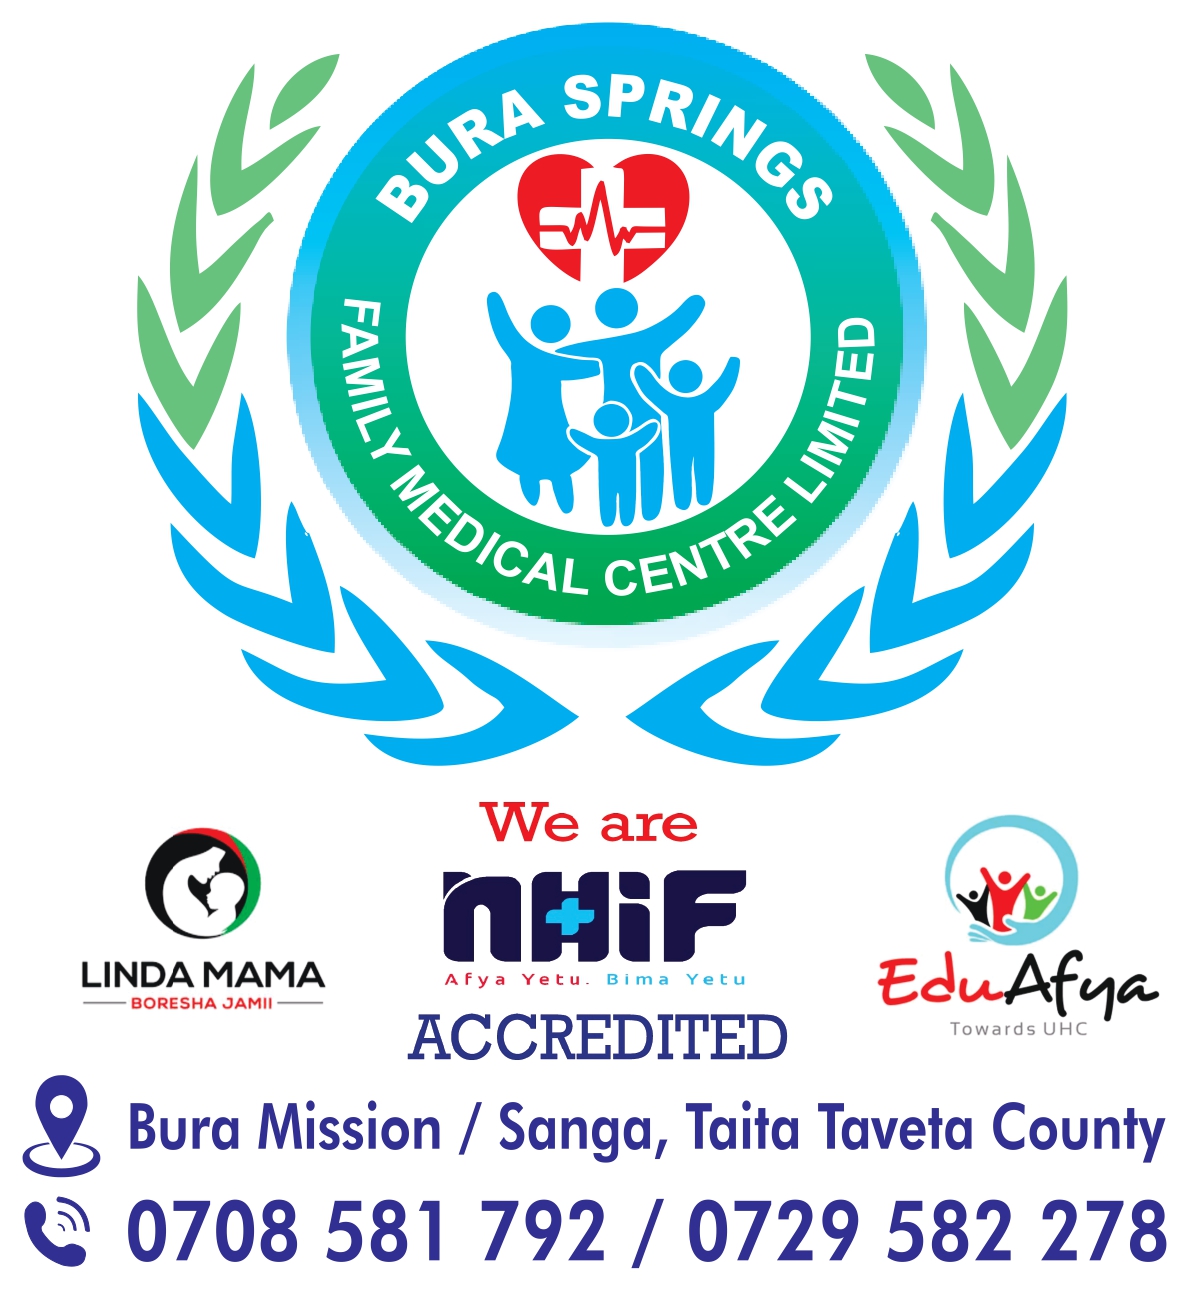 BURA SPRINGS
FAMILY MEDICAL CENTRE LIMITED
We are
NHiF
Afya Yetu. Bima Yetu
ACCREDITED
LINDA MAMA
BORESHA JAMII
EduAfya
Towards UHC
Bura Mission / Sanga, Taita Taveta County
0708 581 792 / 0729 582 278